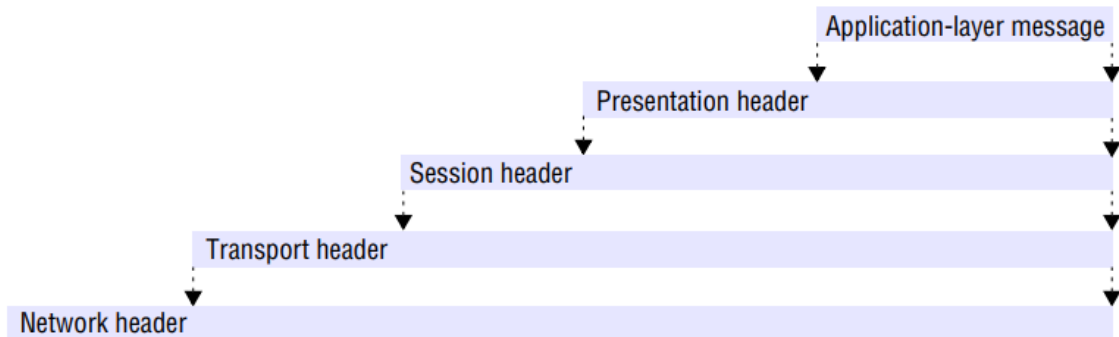 Application-layer message
Presentation header
Session header
Transport header
Network header